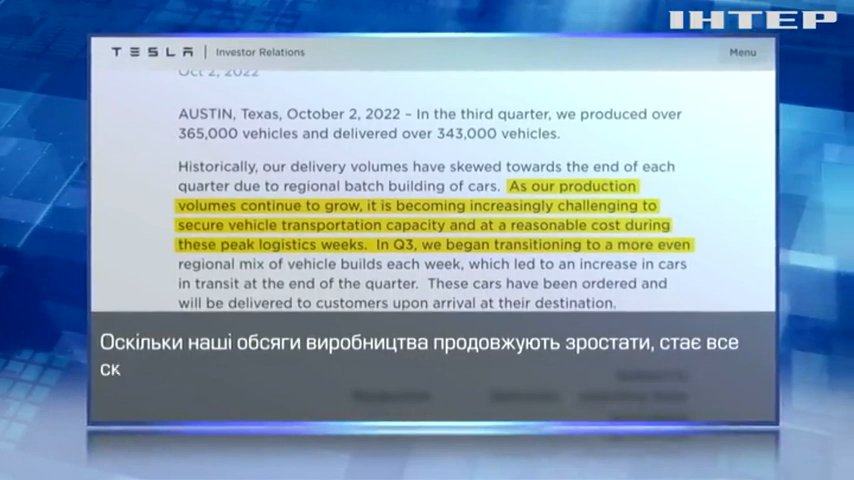 ІНТЕР
TESLA | Investor Relations
Menu
Oct 2, 2022
AUSTIN, Texas, October 2, 2022 – In the third quarter, we produced over
365,000 vehicles and delivered over 343,000 vehicles.
Historically, our delivery volumes have skewed towards the end of each
quarter due to regional batch building of cars. As our production
volumes continue to grow, it is becoming increasingly challenging to
secure vehicle transportation capacity and at a reasonable cost during
these peak logistics weeks. In Q3, we began transitioning to a more even
regional mix of vehicle builds each week, which led to an increase in cars
in transit at the end of the quarter. These cars have been ordered and
will be delivered to customers upon arrival at their destination.
Оскільки наші обсяги виробництва продовжують зростати, стає все
ск